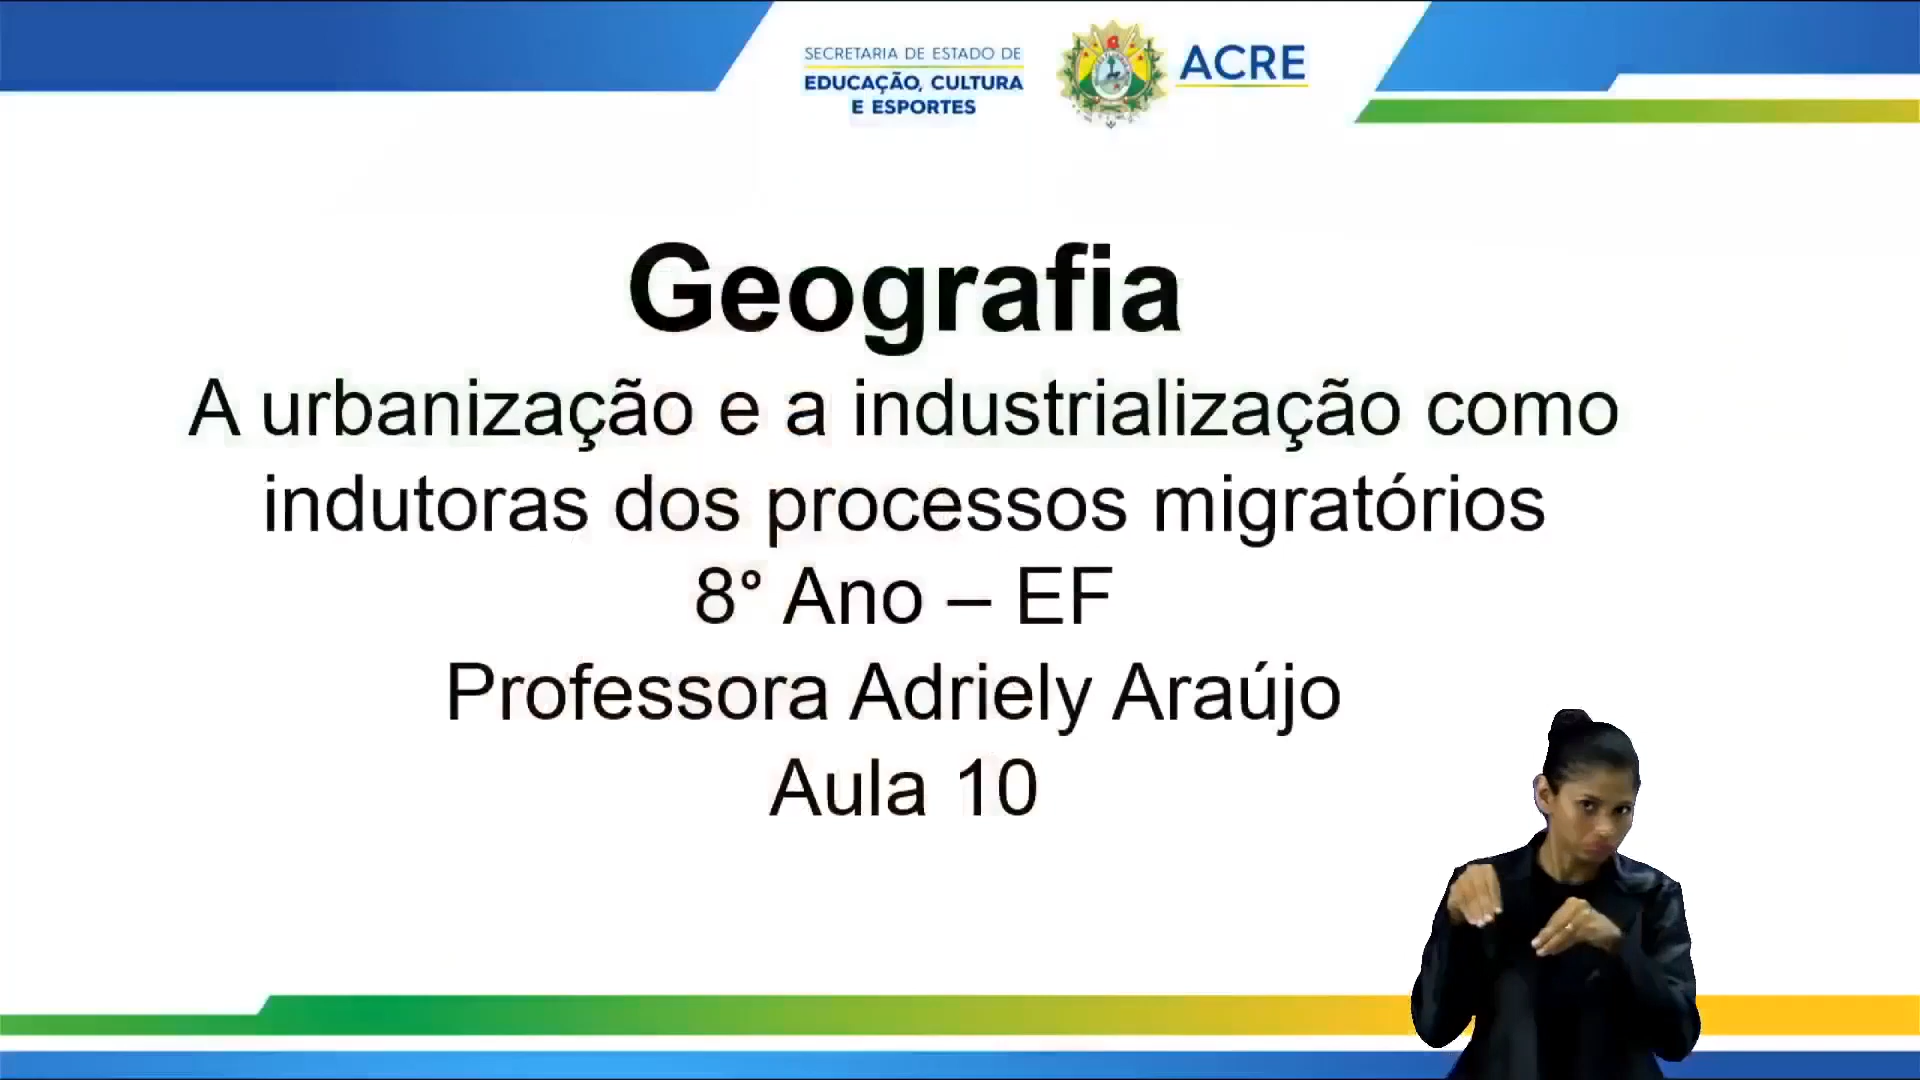 SECRETARIA DE ESTADO DE
EDUCAÇÃO, CULTURA
E ESPORTES
ACRE
Geografia
A urbanização e a industrialização como
indutoras dos processos migratórios
8° Ano – EF
Professora Adriely Araújo
Aula 10